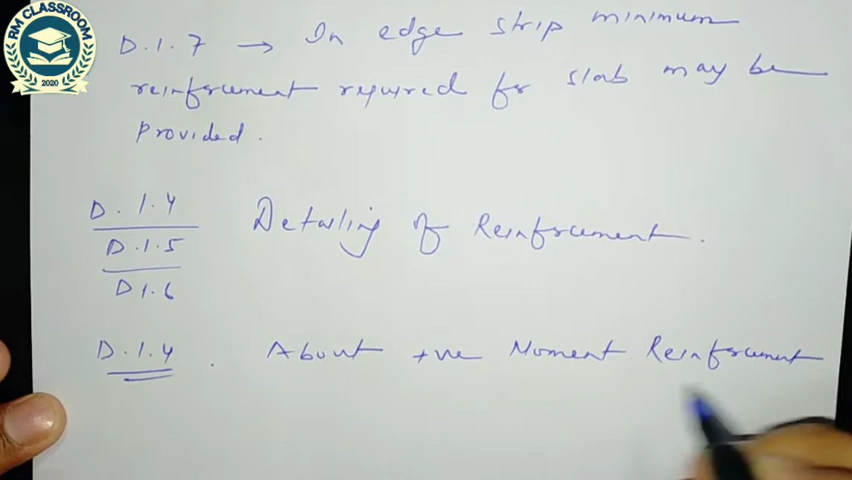 RM CLASSROOM
2020
D.1.7 → In edge strip minimum
reinforcement required for slab may be
provided.
D.1.4 Detailing of Reinforcement.
D.1.5
D1.6
D.1.4. About +ve Moment Reinforcement